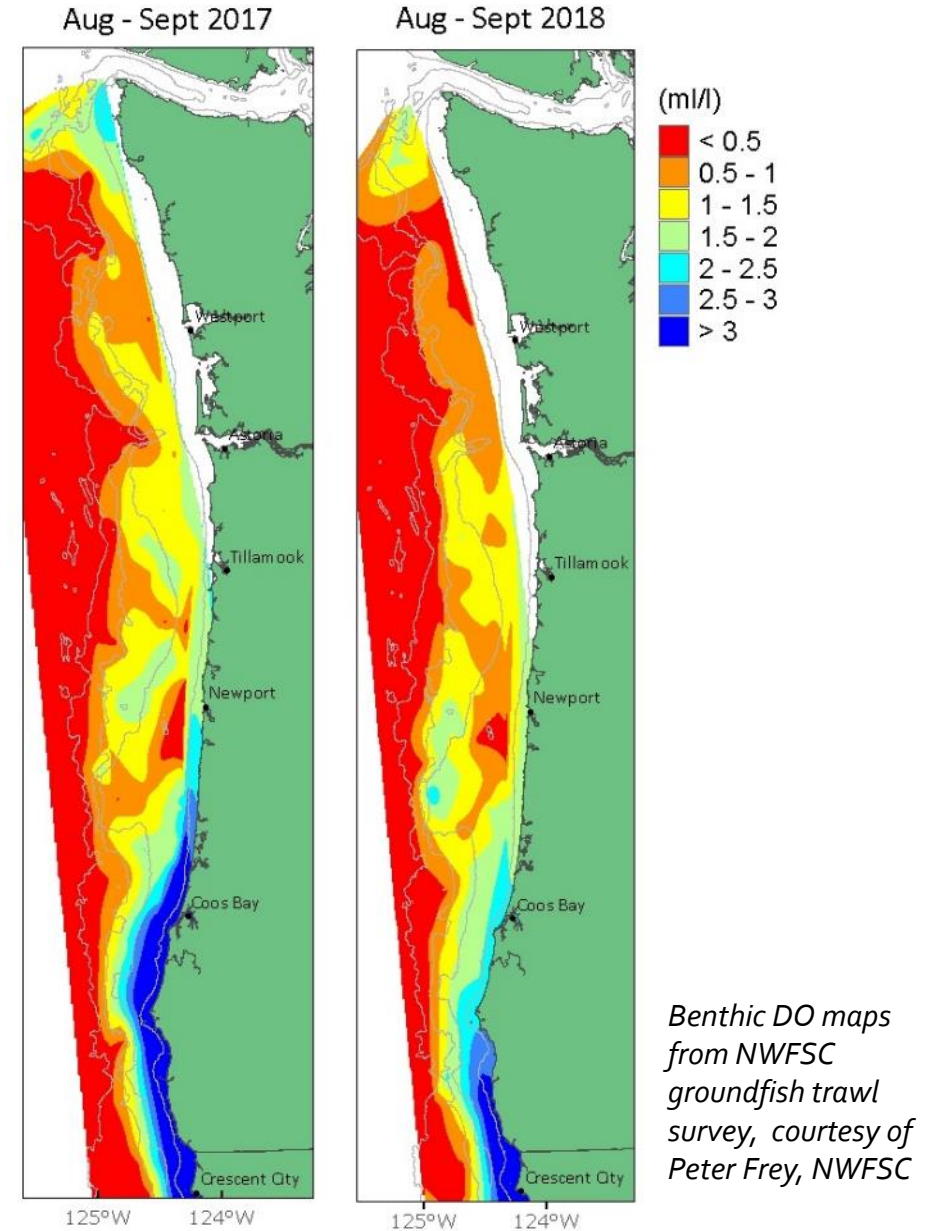 Aug - Sept 2017
Aug - Sept 2018
(ml/l)
< 0.5
0.5 - 1
1 - 1.5
1.5 - 2
2 - 2.5
2.5 - 3
> 3
Westport
Astoria
Tillamook
Newport
Coos Bay
Crescent City
125°W
124°W
Westport
Astoria
Tillamook
Newport
Coos Bay
Crescent City
125°W
124°W
Benthic DO maps
from NWFSC
groundfish trawl
survey, courtesy of
Peter Frey, NWFSC